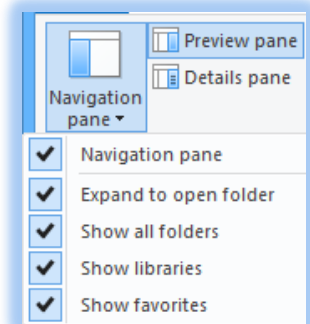 Preview pane
Details pane
Navigation
pane
Navigation pane
Expand to open folder
Show all folders
Show libraries
Show favorites